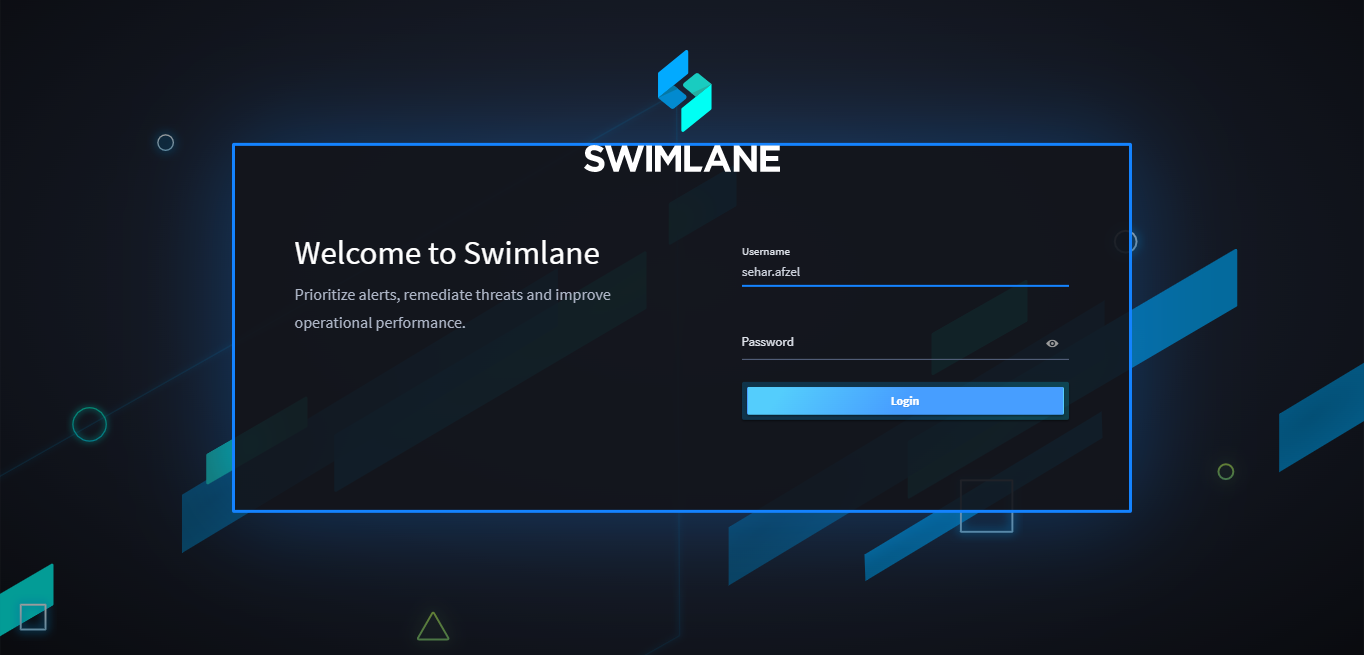 SWIMLANE
Welcome to Swimlane
Prioritize alerts, remediate threats and improve
operational performance.
Username
sehar.afzel
Password
Login